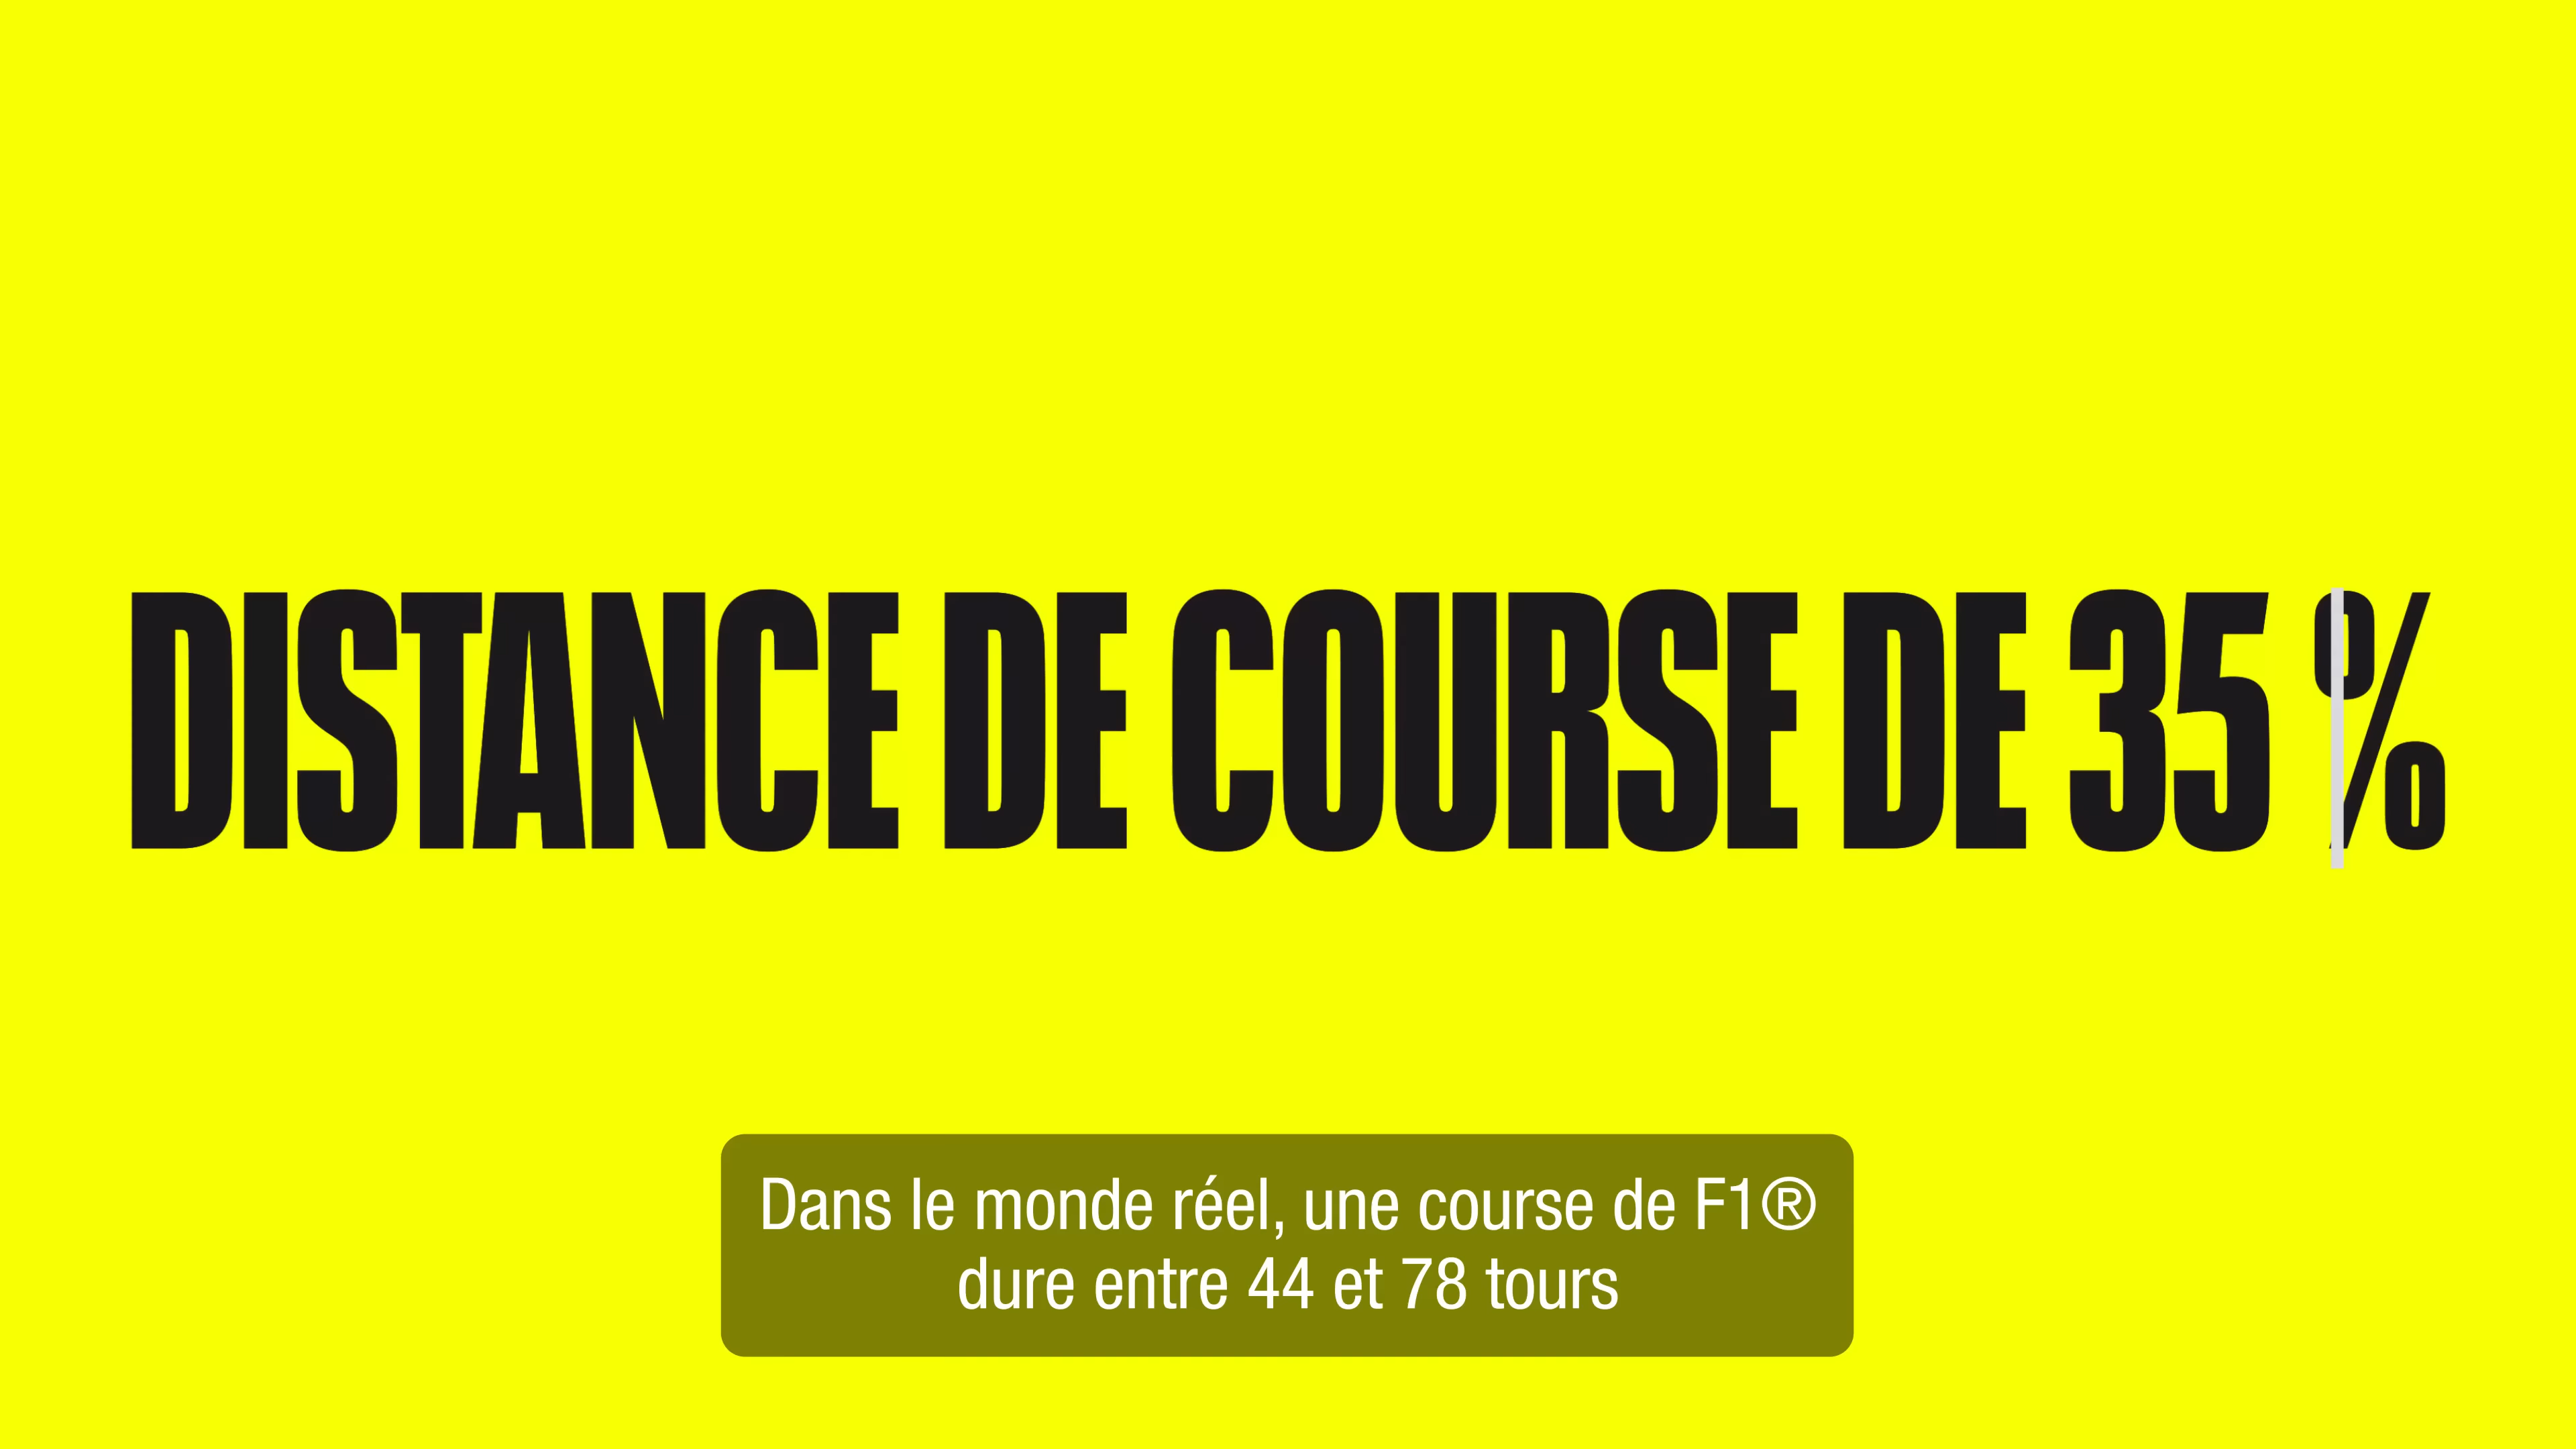 DISTANCE DE COURSE DE 35 %
Dans le monde réel, une course de F1®
dure entre 44 et 78 tours